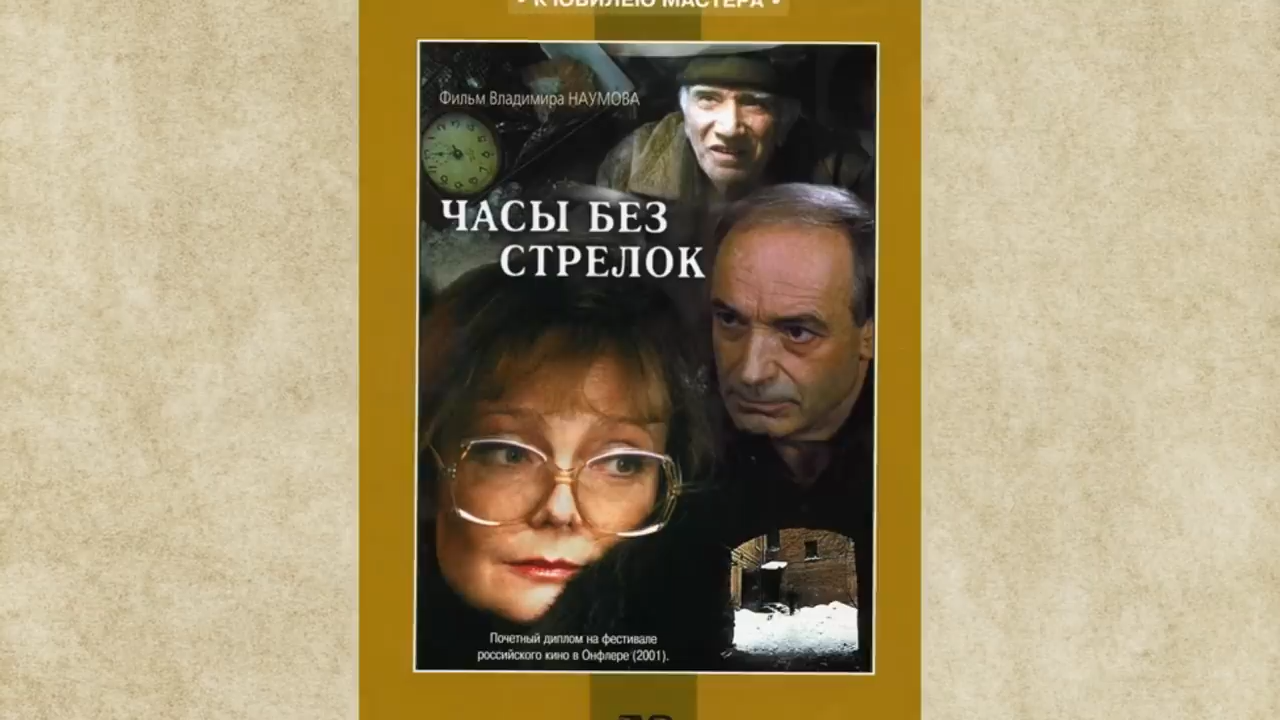 • К ЮБИЛЕЮ МАСТЕРА •
Фильм Владимира НАУМОВА
ЧАСЫ БЕЗ
СТРЕЛОК
Почетный диплом на фестивале
российского кино в Онфлере (2001).